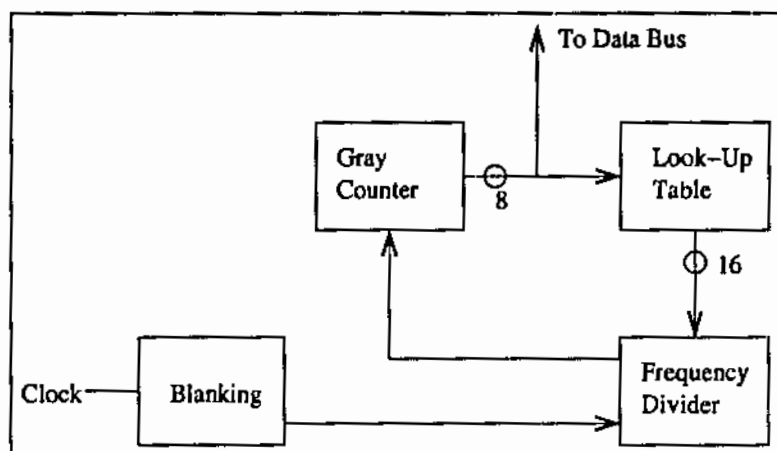 To Data Bus
Gray
Counter
8
Look-Up
Table
16
Clock
Blanking
Frequency
Divider